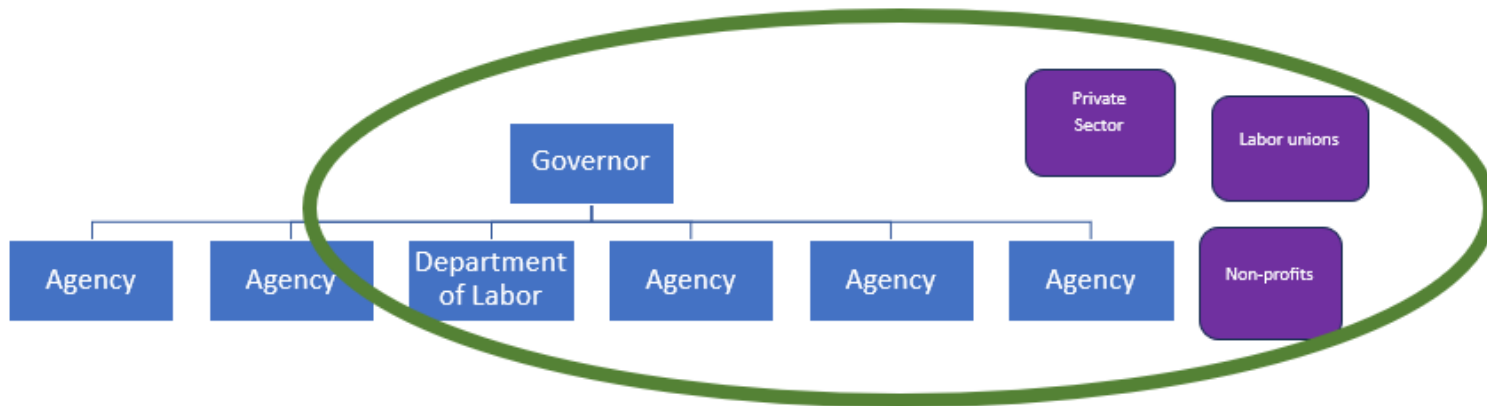 Private
Sector
Labor unions
Governor
Agency
Agency
Department
of Labor
Agency
Agency
Agency
Non-profits